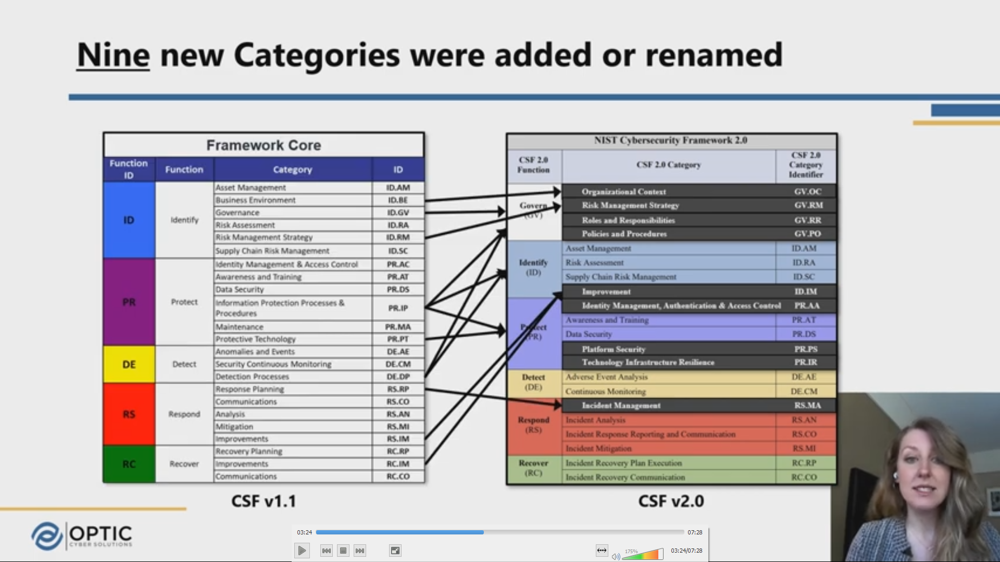 Nine new Categories were added or renamed
Framework Core
Function ID Function Category ID
ID Identify
Asset Management ID.AM
Business Environment ID.BE
Governance ID.GV
Risk Assessment ID.RA
Risk Management Strategy ID.RM
Supply Chain Risk Management ID.SC
PR Protect
Identity Management & Access Control PR.AC
Awareness and Training PR.AT
Data Security PR.DS
Information Protection Processes &
Procedures PR.IP
Maintenance PR.MA
Protective Technology PR.PT
DE Detect
Anomalies and Events DE.AE
Security Continuous Monitoring DE.CM
Detection Processes DE.DP
RS Respond
Response Planning RS.RP
Communications RS.CO
Analysis RS.AN
Mitigation RS.MI
Improvements RS.IM
RC Recover
Recovery Planning RC.RP
Improvements RC.IM
Communications RC.CO
CSF v1.1
NIST Cybersecurity Framework 2.0
CSF 2.0 Function CSF 2.0 Category CSF 2.0 Category Identifier
Govern (GV)
Organizational Context GV.OC
Risk Management Strategy GV.RM
Roles and Responsibilities GV.RR
Policies and Procedures GV.PO
Identify (ID)
Asset Management ID.AM
Risk Assessment ID.RA
Supply Chain Risk Management ID.SC
Improvement ID.IM
Protect (PR)
Identity Management, Authentication & Access Control PR.AA
Awareness and Training PR.AT
Data Security PR.DS
Platform Security PR.PS
Technology Infrastructure Resilience PR.IR
Detect (DE)
Adverse Event Analysis DE.AE
Continuous Monitoring DE.CM
Respond (RS)
Incident Management RS.MA
Incident Analysis RS.AN
Incident Response Reporting and Communication RS.CO
Incident Mitigation RS.MI
Recover (RC)
Incident Recovery Plan Execution RC.RP
Incident Recovery Communication RC.CO
CSF v2.0
OPTIC
CYBER SOLUTIONS
03:24 07:28
175% 03:24/07:28